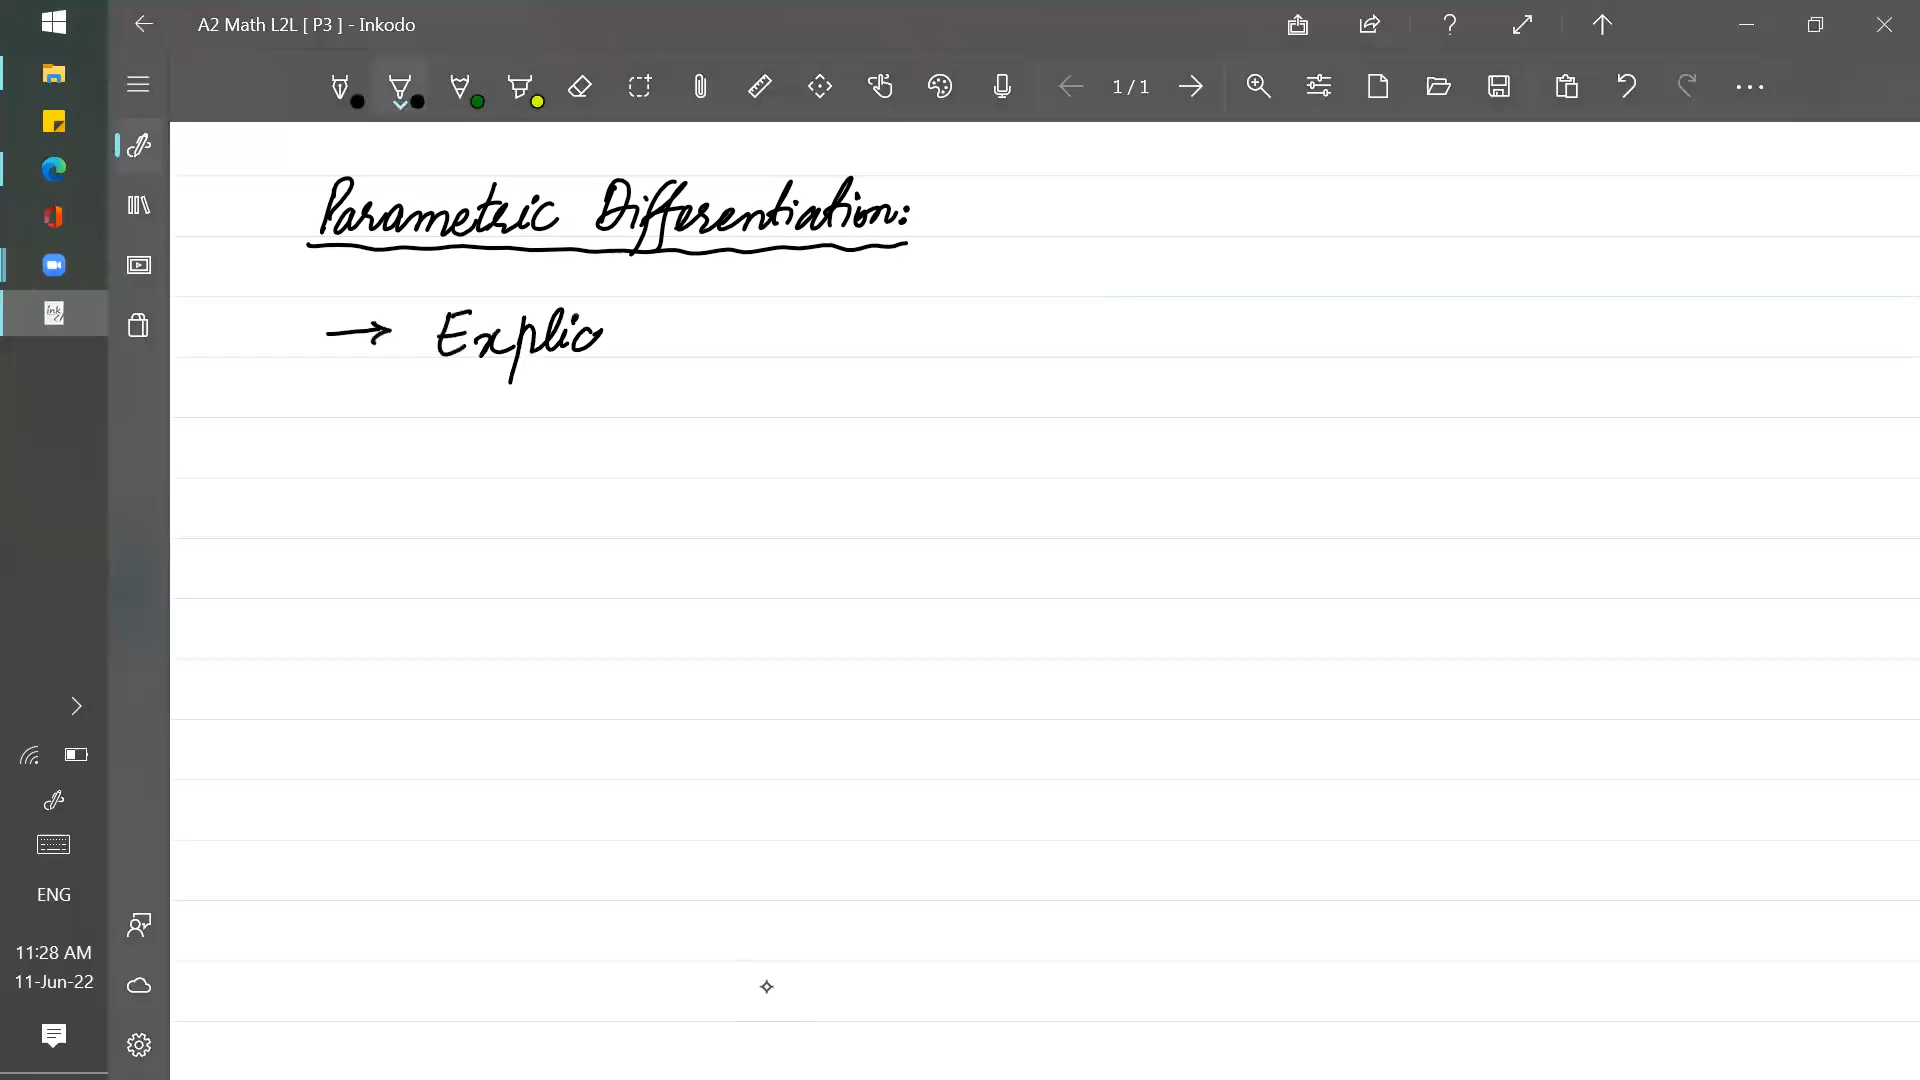 A2 Math L2L [ P3 ] - Inkodo
1 / 1
Parametric Differentiation:
→ Explic
ENG
11:28 AM
11-Jun-22